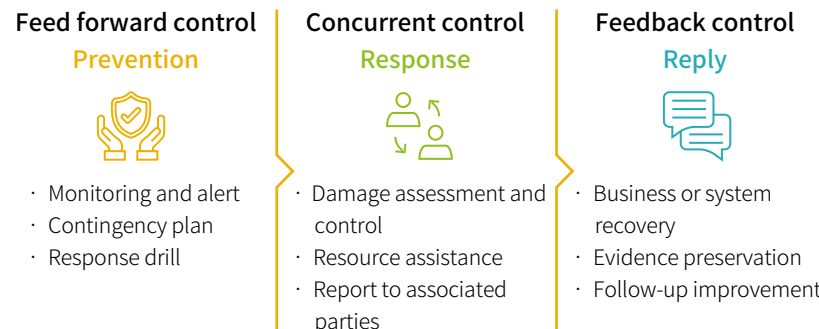 Feed forward control
Prevention
· Monitoring and alert
· Contingency plan
· Response drill
Concurrent control
Response
· Damage assessment and
control
· Resource assistance
· Report to associated
parties
Feedback control
Reply
· Business or system
recovery
· Evidence preservation
· Follow-up improvement